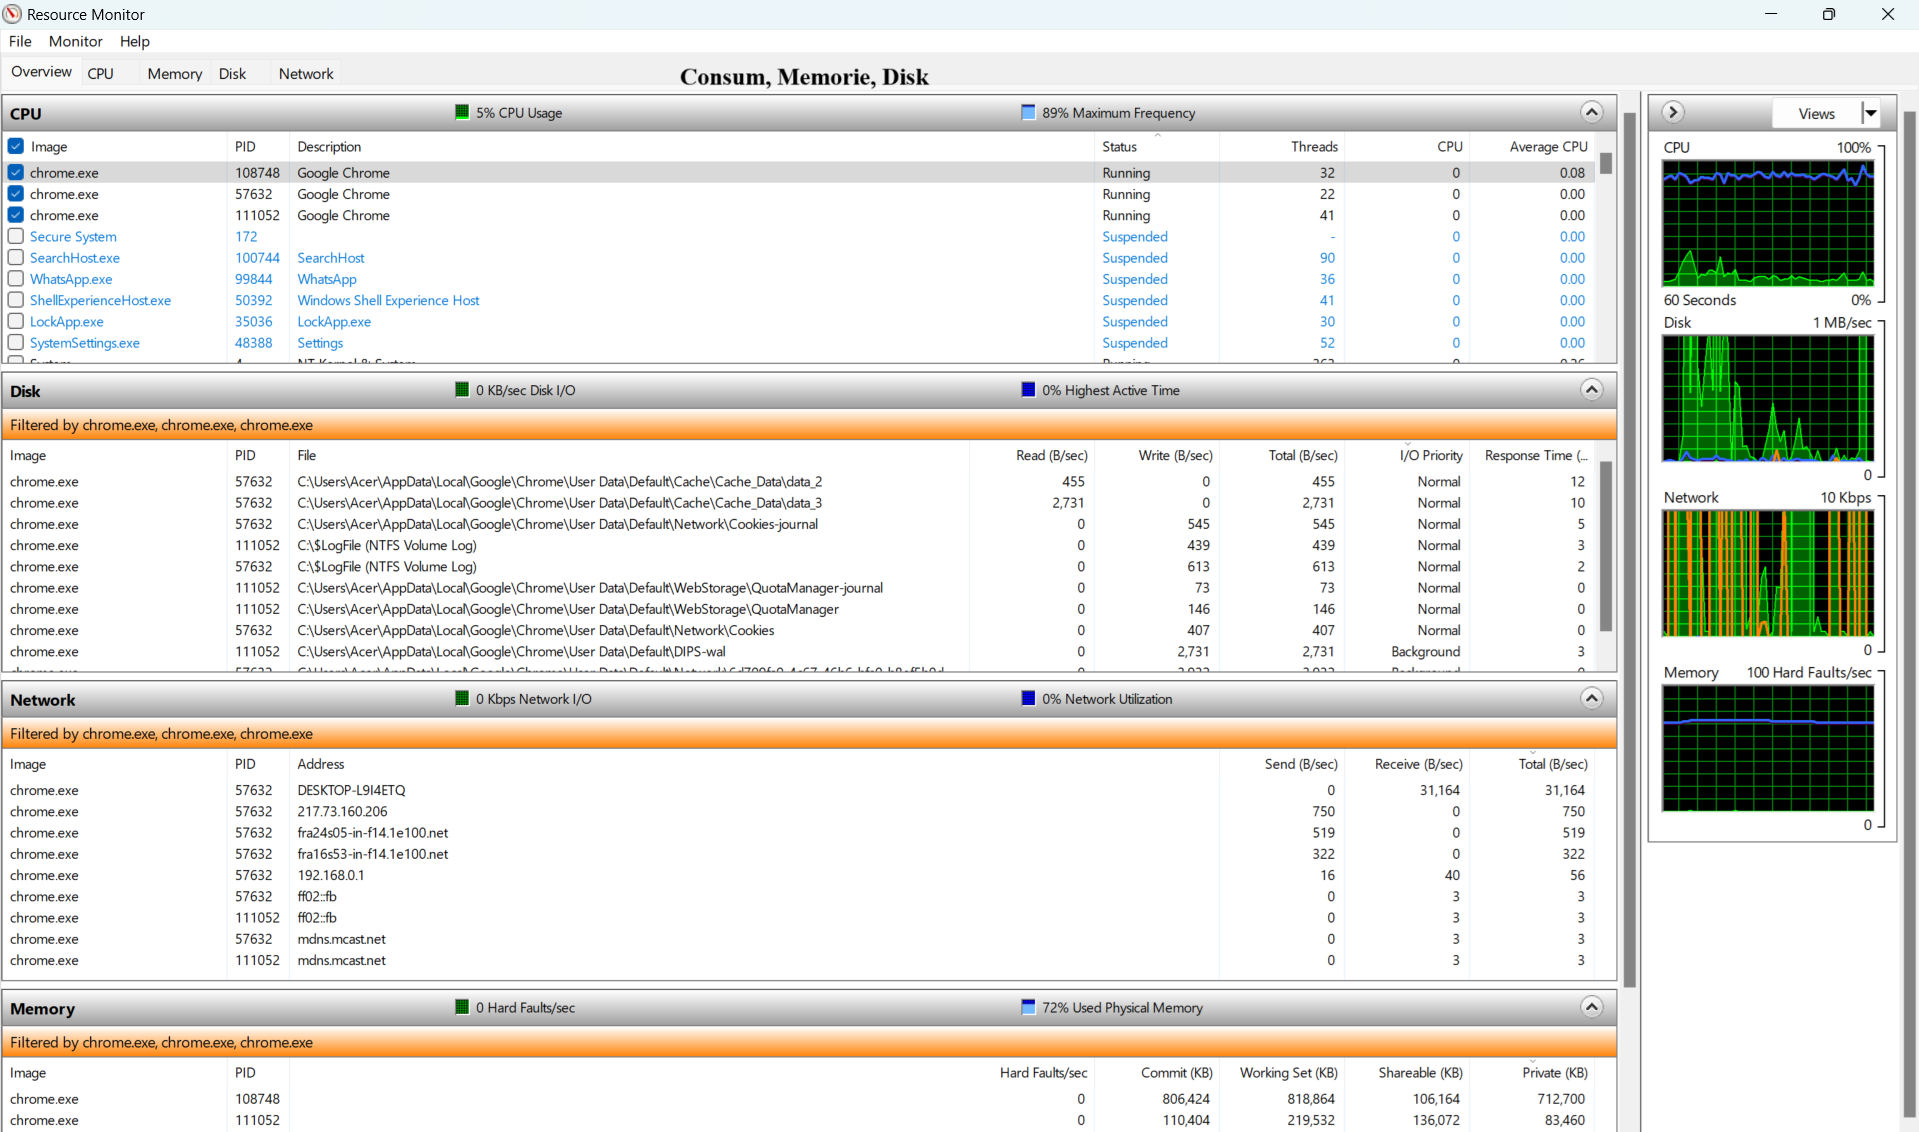 Resource Monitor
File Monitor Help
Overview CPU Memory Disk Network
Consum, Memorie, Disk
CPU 5% CPU Usage 89% Maximum Frequency
Image PID Description Status Threads CPU Average CPU
chrome.exe 108748 Google Chrome Running 32 0 0.08
chrome.exe 57632 Google Chrome Running 22 0 0.00
chrome.exe 111052 Google Chrome Running 41 0 0.00
Secure System 172 Suspended - 0 0.00
SearchHost.exe 100744 SearchHost Suspended 90 0 0.00
WhatsApp.exe 99844 WhatsApp Suspended 36 0 0.00
ShellExperienceHost.exe 50392 Windows Shell Experience Host Suspended 41 0 0.00
LockApp.exe 35036 LockApp.exe Suspended 30 0 0.00
SystemSettings.exe 48388 Settings Suspended 52 0 0.00
Disk 0 KB/sec Disk I/O 0% Highest Active Time
Filtered by chrome.exe, chrome.exe, chrome.exe
Image PID File Read (B/sec) Write (B/sec) Total (B/sec) I/O Priority Response Time (...
chrome.exe 57632 C:\Users\Acer\AppData\Local\Google\Chrome\User Data\Default\Cache\Cache_Data\data_2 455 0 455 Normal 12
chrome.exe 57632 C:\Users\Acer\AppData\Local\Google\Chrome\User Data\Default\Cache\Cache_Data\data_3 2,731 0 2,731 Normal 10
chrome.exe 57632 C:\Users\Acer\AppData\Local\Google\Chrome\User Data\Default\Network\Cookies-journal 0 545 545 Normal 5
chrome.exe 111052 C:\$LogFile (NTFS Volume Log) 0 439 439 Normal 3
chrome.exe 57632 C:\$LogFile (NTFS Volume Log) 0 613 613 Normal 2
chrome.exe 111052 C:\Users\Acer\AppData\Local\Google\Chrome\User Data\Default\WebStorage\QuotaManager-journal 0 73 73 Normal 0
chrome.exe 111052 C:\Users\Acer\AppData\Local\Google\Chrome\User Data\Default\WebStorage\QuotaManager 0 146 146 Normal 0
chrome.exe 57632 C:\Users\Acer\AppData\Local\Google\Chrome\User Data\Default\Network\Cookies 0 407 407 Normal 0
chrome.exe 111052 C:\Users\Acer\AppData\Local\Google\Chrome\User Data\Default\DIPS-wal 0 2,731 2,731 Background 3
Network 0 Kbps Network I/O 0% Network Utilization
Filtered by chrome.exe, chrome.exe, chrome.exe
Image PID Address Send (B/sec) Receive (B/sec) Total (B/sec)
chrome.exe 57632 DESKTOP-L9I4ETQ 0 31,164 31,164
chrome.exe 57632 217.73.160.206 750 0 750
chrome.exe 57632 fra24s05-in-f14.1e100.net 519 0 519
chrome.exe 57632 fra16s53-in-f14.1e100.net 322 0 322
chrome.exe 57632 192.168.0.1 16 40 56
chrome.exe 57632 ff02::fb 0 3 3
chrome.exe 111052 ff02::fb 0 3 3
chrome.exe 57632 mdns.mcast.net 0 3 3
chrome.exe 111052 mdns.mcast.net 0 3 3
Memory 0 Hard Faults/sec 72% Used Physical Memory
Filtered by chrome.exe, chrome.exe, chrome.exe
Image PID Hard Faults/sec Commit (KB) Working Set (KB) Shareable (KB) Private (KB)
chrome.exe 108748 0 806,424 818,864 106,164 712,700
chrome.exe 111052 0 110,404 219,532 136,072 83,460
Views
CPU 100%
60 Seconds 0%
Disk 1 MB/sec
0
Network 10 Kbps
0
Memory 100 Hard Faults/sec
0